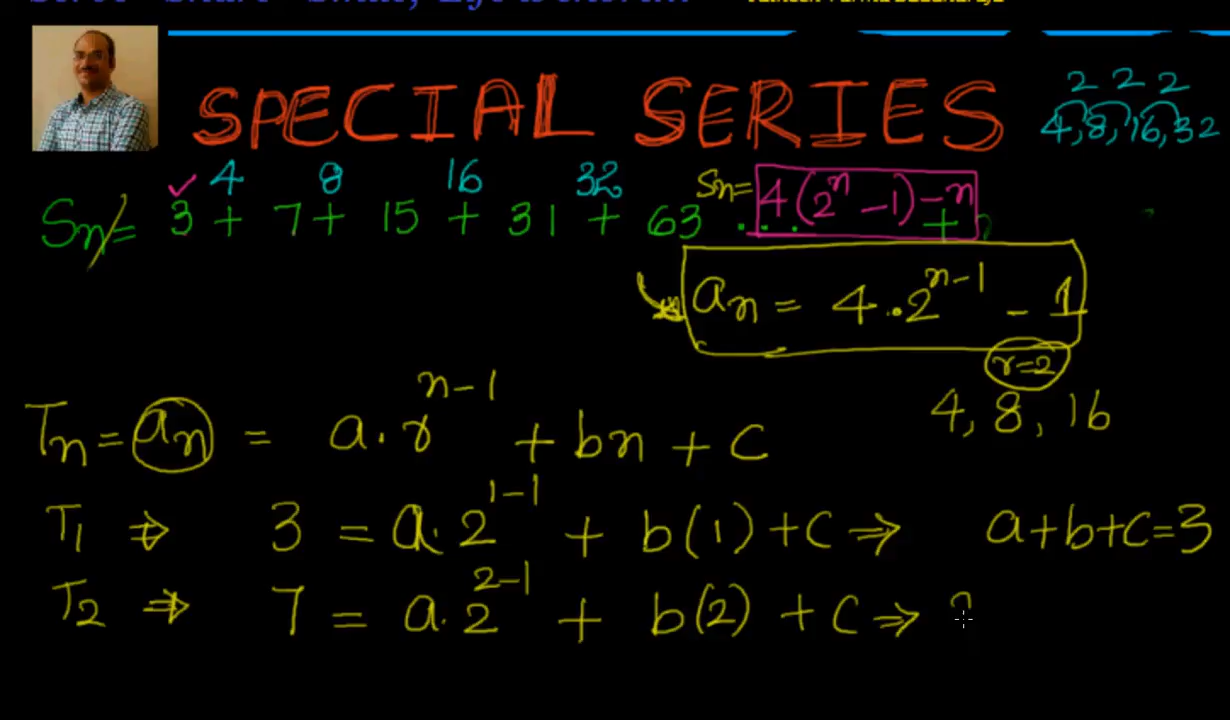 SPECIAL SERIES
2 2 2
4, 8, 16, 32
4 8 16 32
Sn = 3 + 7 + 15 + 31 + 63 ... +
Sn = 4(2^n - 1) - n
an = 4 . 2^(n-1) - 1
r=2
4, 8, 16
Tn = an = a . r^(n-1) + bn + c
T1 ⇒ 3 = a . 2^(1-1) + b(1) + c ⇒ a+b+c=3
T2 ⇒ 7 = a . 2^(2-1) + b(2) + c ⇒